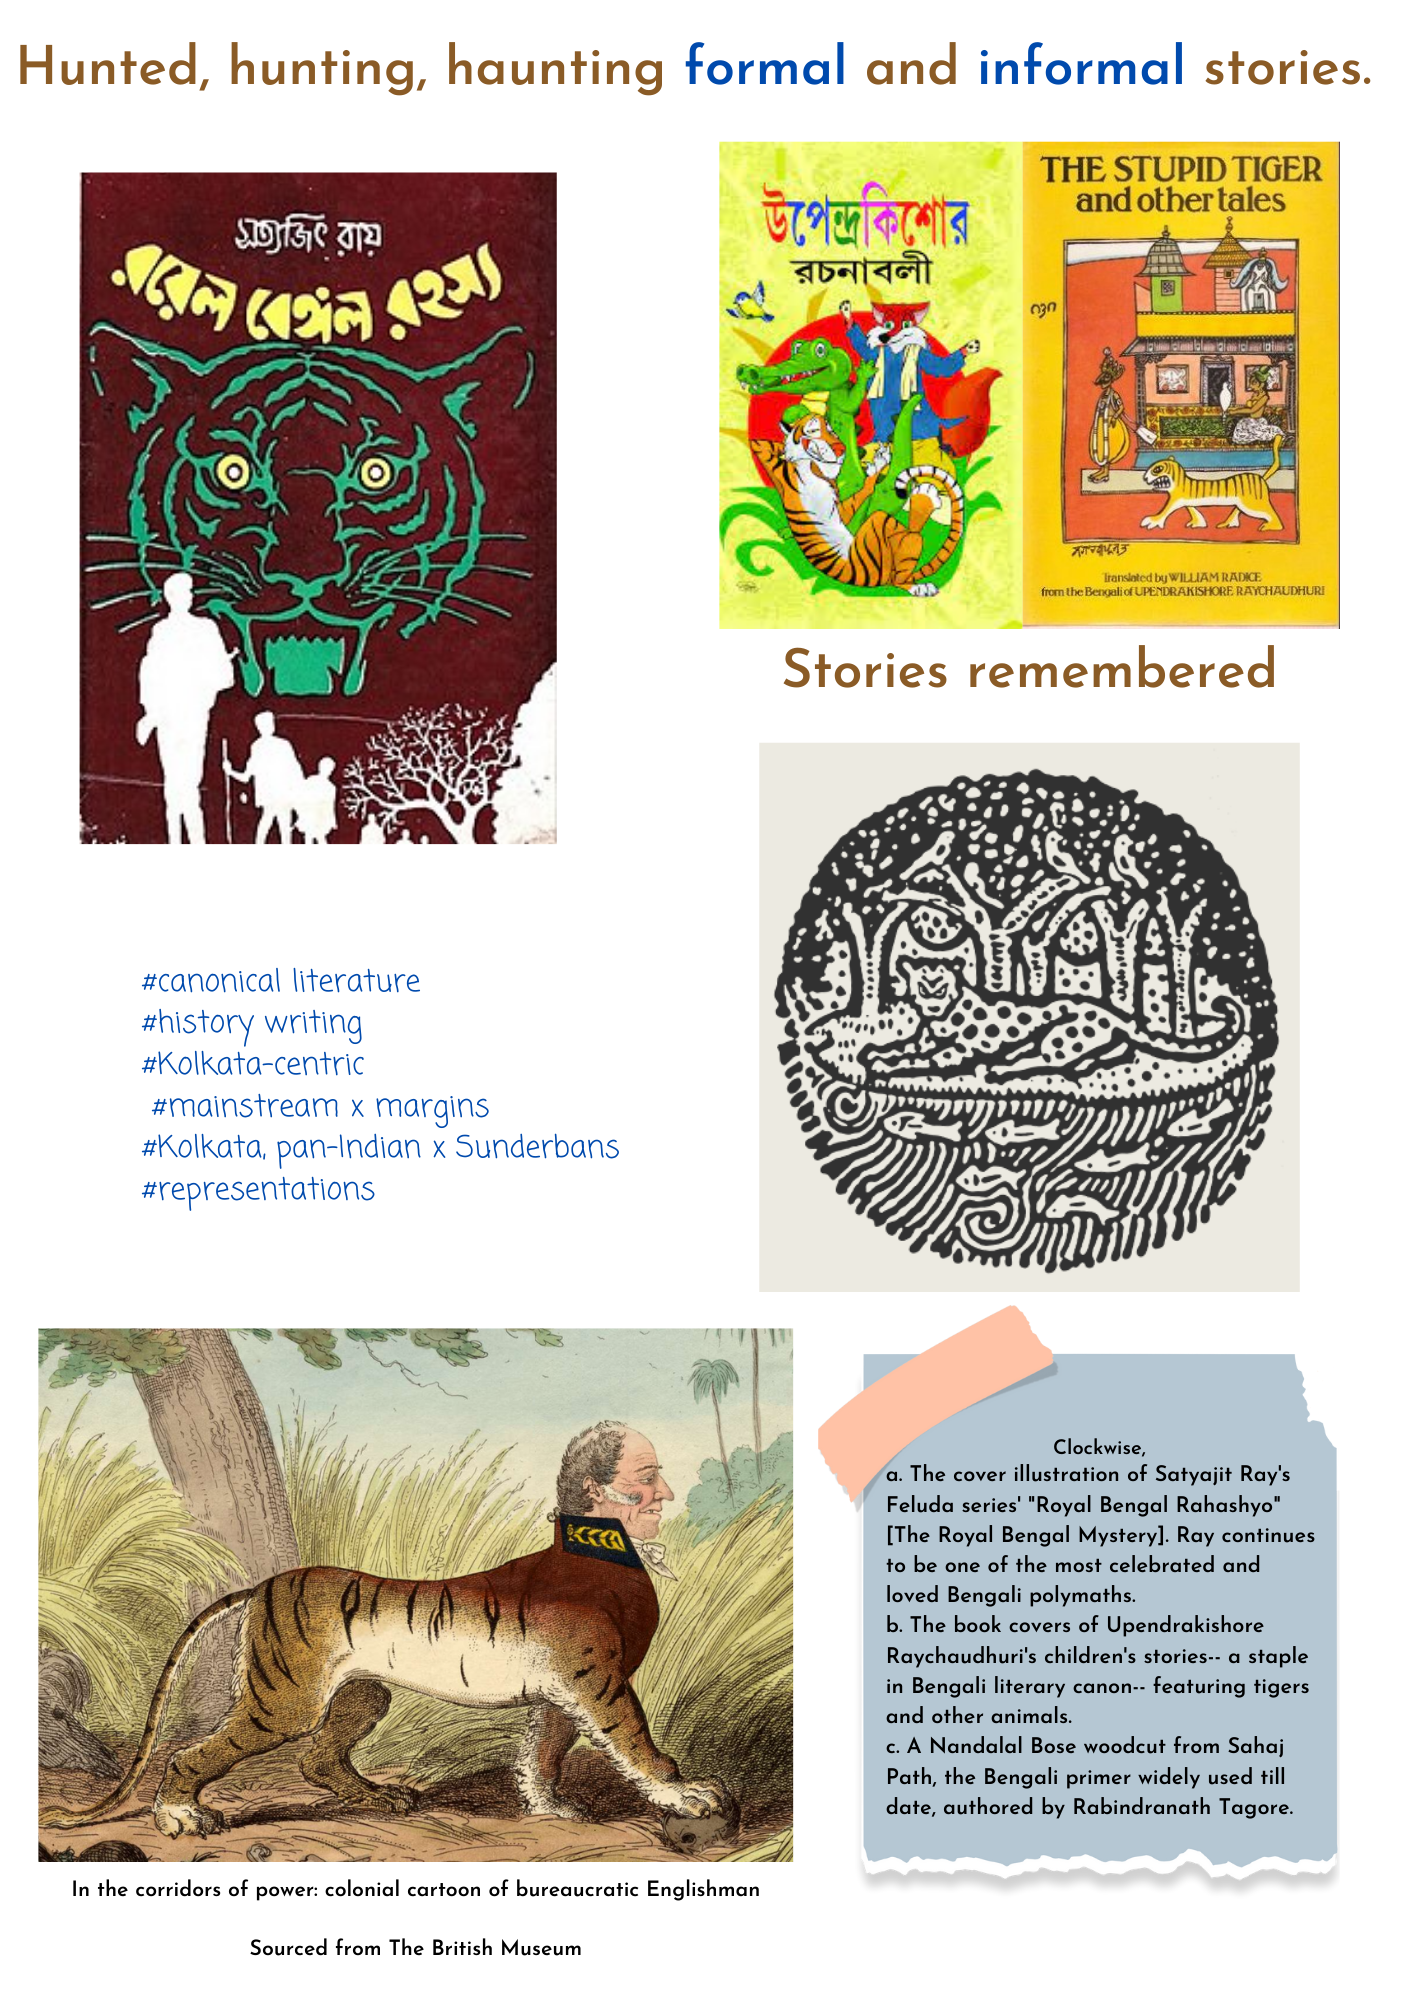 Hunted, hunting, haunting formal and informal stories.
সত্যজিৎ রায়
রয়েল বেঙ্গল রহস্য
উপেন্দ্রকিশোর
রচনাবলী
THE STUPID TIGER
and other tales
Translated by WILLIAM RADICE
from the Bengali of UPENDRAKISHORE RAYCHAUDHURI
Stories remembered
#canonical literature
#history writing
#Kolkata-centric
#mainstream x margins
#Kolkata, pan-Indian x Sunderbans
#representations
In the corridors of power: colonial cartoon of bureaucratic Englishman
Sourced from The British Museum
Clockwise,
a. The cover illustration of Satyajit Ray's
Feluda series' "Royal Bengal Rahashyo"
[The Royal Bengal Mystery]. Ray continues
to be one of the most celebrated and
loved Bengali polymaths.
b. The book covers of Upendrakishore
Raychaudhuri's children's stories-- a staple
in Bengali literary canon-- featuring tigers
and other animals.
c. A Nandalal Bose woodcut from Sahaj
Path, the Bengali primer widely used till
date, authored by Rabindranath Tagore.